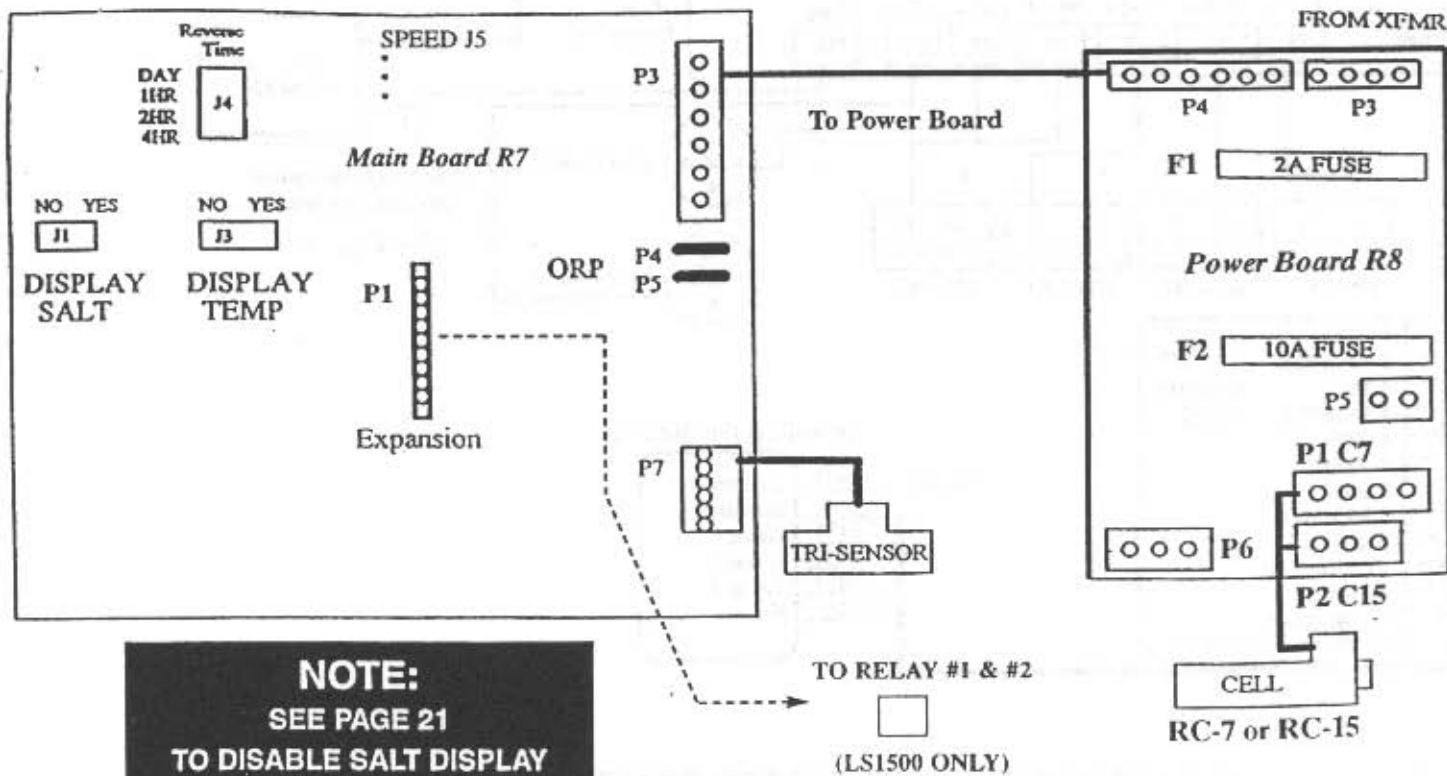 Reverse
Time
SPEED J5
DAY
1HR
2HR
4HR
J4
Main Board R7
NO YES
J1
DISPLAY
SALT
NO YES
J3
DISPLAY
TEMP
P1
Expansion
P3
ORP
P4
P5
P7
To Power Board
TRI-SENSOR
FROM XFMR
P4
P3
F1
2A FUSE
Power Board R8
F2
10A FUSE
P5
P1 C7
P6
P2 C15
CELL
RC-7 or RC-15
TO RELAY #1 & #2
(LS1500 ONLY)
NOTE:
SEE PAGE 21
TO DISABLE SALT DISPLAY